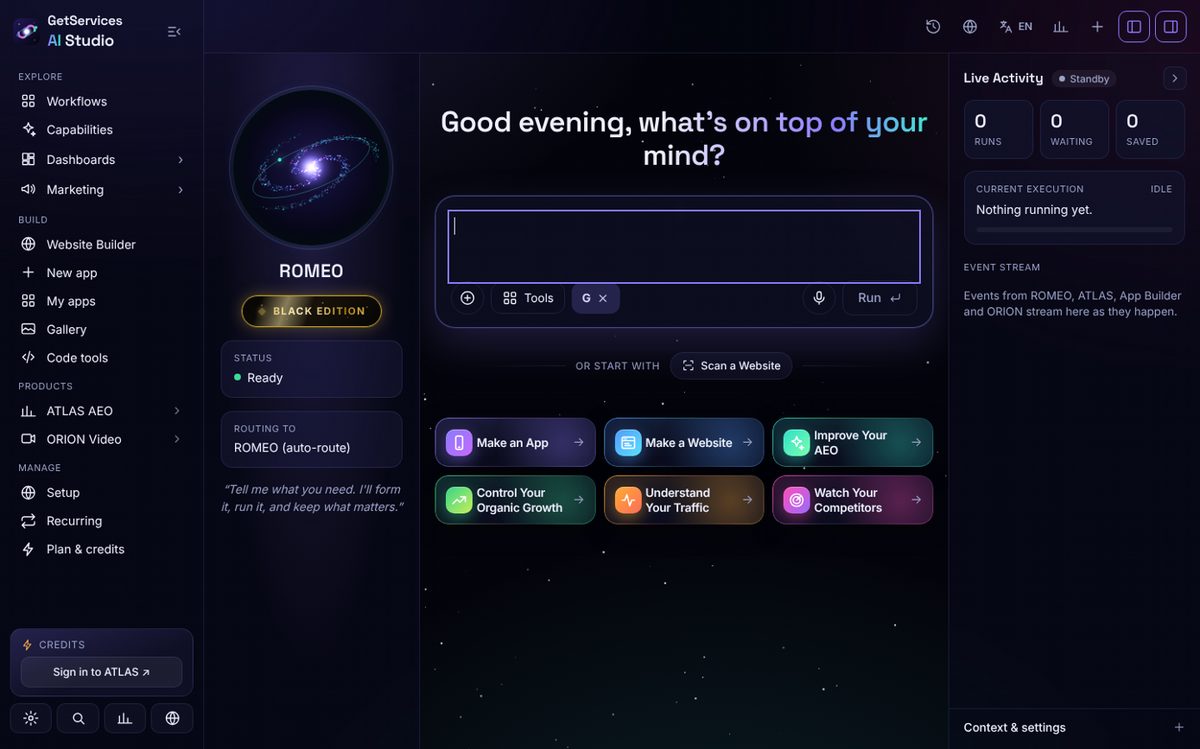 GetServices
AI Studio
EXPLORE
Workflows
Capabilities
Dashboards
Marketing
BUILD
Website Builder
New app
My apps
Gallery
Code tools
PRODUCTS
ATLAS AEO
ORION Video
MANAGE
Setup
Recurring
Plan & credits
CREDITS
Sign in to ATLAS ↗
EN
ROMEO
BLACK EDITION
STATUS
Ready
ROUTING TO
ROMEO (auto-route)
“Tell me what you need. I'll form
it, run it, and keep what matters.”
Good evening, what's on top of your
mind?
Tools
G ×
Run
OR START WITH
Scan a Website
Make an App
Make a Website
Improve Your
AEO
Control Your
Organic Growth
Understand
Your Traffic
Watch Your
Competitors
Live Activity
Standby
0
RUNS
0
WAITING
0
SAVED
CURRENT EXECUTION
IDLE
Nothing running yet.
EVENT STREAM
Events from ROMEO, ATLAS, App Builder
and ORION stream here as they happen.
Context & settings